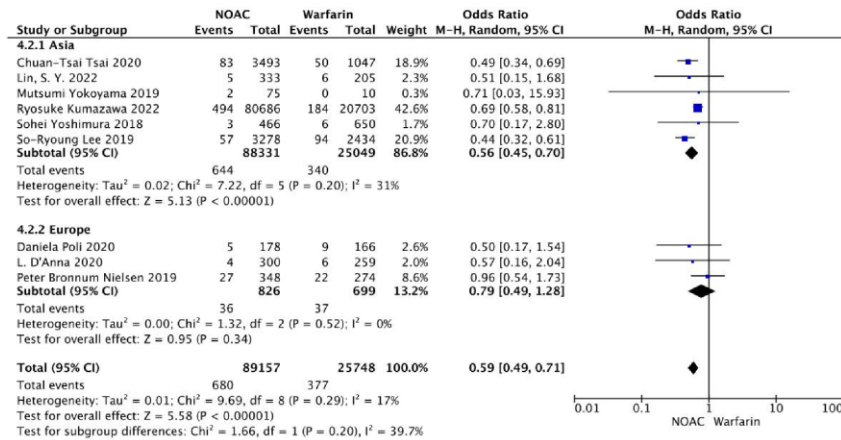 NOAC Warfarin Odds Ratio Odds Ratio
Study or Subgroup Events Total Events Total Weight M-H, Random, 95% CI M-H, Random, 95% CI
4.2.1 Asia
Chuan-Tsai Tsai 2020 83 3493 50 1047 18.9% 0.49 [0.34, 0.69]
Lin, S. Y. 2022 5 333 6 205 2.3% 0.51 [0.15, 1.68]
Mutsumi Yokoyama 2019 2 75 0 10 0.3% 0.71 [0.03, 15.93]
Ryosuke Kumazawa 2022 494 80686 184 20703 42.6% 0.69 [0.58, 0.81]
Sohei Yoshimura 2018 3 466 6 650 1.7% 0.70 [0.17, 2.80]
So-Ryoung Lee 2019 57 3278 94 2434 20.9% 0.44 [0.32, 0.61]
Subtotal (95% CI) 88331 25049 86.8% 0.56 [0.45, 0.70]
Total events 644 340
Heterogeneity: Tau² = 0.02; Chi² = 7.22, df = 5 (P = 0.20); I² = 31%
Test for overall effect: Z = 5.13 (P < 0.00001)
4.2.2 Europe
Daniela Poli 2020 5 178 9 166 2.6% 0.50 [0.17, 1.54]
L. D'Anna 2020 4 300 6 259 2.0% 0.57 [0.16, 2.04]
Peter Bronnum Nielsen 2019 27 348 22 274 8.6% 0.96 [0.54, 1.73]
Subtotal (95% CI) 826 699 13.2% 0.79 [0.49, 1.28]
Total events 36 37
Heterogeneity: Tau² = 0.00; Chi² = 1.32, df = 2 (P = 0.52); I² = 0%
Test for overall effect: Z = 0.95 (P = 0.34)
Total (95% CI) 89157 25748 100.0% 0.59 [0.49, 0.71]
Total events 680 377
Heterogeneity: Tau² = 0.01; Chi² = 9.69, df = 8 (P = 0.29); I² = 17%
Test for overall effect: Z = 5.58 (P < 0.00001)
Test for subgroup differences: Chi² = 1.66, df = 1 (P = 0.20), I² = 39.7%
0.01 0.1 1 10 100
NOAC Warfarin